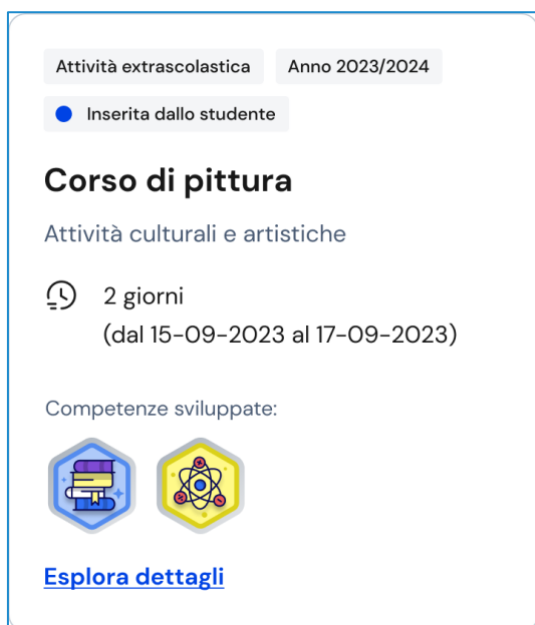 Attività extrascolastica Anno 2023/2024
Inserita dallo studente
Corso di pittura
Attività culturali e artistiche
2 giorni
(dal 15-09-2023 al 17-09-2023)
Competenze sviluppate:
Esplora dettagli